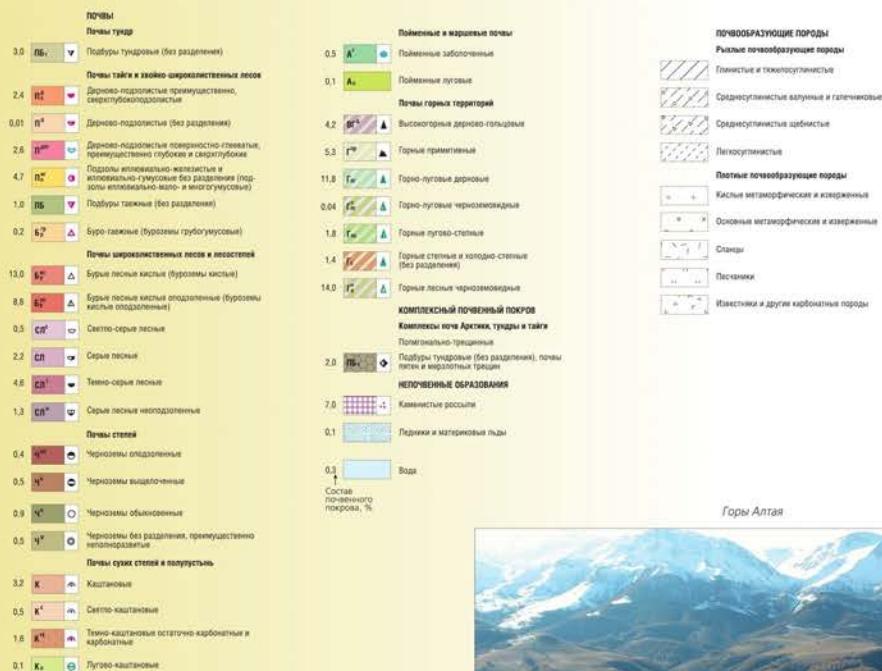 ПОЧВЫ
Почвы тундр
3,0 ПБт Подбуры тундровые (без разделения)
Почвы тайги и хвойно-широколиственных лесов
2,4 Дерново-подзолистые преимущественно,
сверхглубокоподзолистые
0,01 Дерново-подзолистые (без разделения)
2,6 Дерново-подзолистые поверхностно-глееватые,
преимущественно глубокие и сверхглубокие
4,7 Подзолы иллювиально-железистые и
иллювиально-гумусовые без разделения (под-
золы иллювиально-мало- и многогумусовые)
1,0 ПБ Подбуры таежные (без разделения)
0,2 Буро-таежные (буроземы грубогумусовые)
Почвы широколиственных лесов и лесостепей
13,0 Бурые лесные кислые (буроземы кислые)
8,8 Бурые лесные кислые оподзоленные (буроземы
кислые оподзоленные)
0,5 Светло-серые лесные
2,2 СЛ Серые лесные
4,6 Темно-серые лесные
1,3 Серые лесные неоподзоленные
Почвы степей
0,4 Черноземы оподзоленные
0,5 Черноземы выщелоченные
0,9 Черноземы обыкновенные
0,5 Черноземы без разделения, преимущественно
неполноразвитые
Почвы сухих степей и полупустынь
3,2 К Каштановые
0,5 Светло-каштановые
1,6 Темно-каштановые остаточно-карбонатные и
карбонатные
0,1 Лугово-каштановые
Пойменные и маршевые почвы
0,5 Пойменные заболоченные
0,1 Пойменные луговые
Почвы горных территорий
4,2 Высокогорные дерново-гольцовые
5,3 Горные примитивные
11,8 Горно-луговые дерновые
0,04 Горно-луговые черноземовидные
1,8 Горные лугово-степные
1,4 Горные степные и холодно-степные
(без разделения)
14,0 Горные лесные черноземовидные
КОМПЛЕКСНЫЙ ПОЧВЕННЫЙ ПОКРОВ
Комплексы почв Арктики, тундры и тайги
Полигонально-трещинные
2,0 ПБт Подбуры тундровые (без разделения), почвы
пятен и мерзлотных трещин
НЕПОЧВЕННЫЕ ОБРАЗОВАНИЯ
7,0 Каменистые россыпи
0,1 Ледники и материковые льды
0,3 Вода
Состав
почвенного
покрова, %
ПОЧВООБРАЗУЮЩИЕ ПОРОДЫ
Рыхлые почвообразующие породы
Глинистые и тяжелосуглинистые
Среднесуглинистые валунные и галечниковые
Среднесуглинистые щебнистые
Легкосуглинистые
Плотные почвообразующие породы
Кислые метаморфические и изверженные
Основные метаморфические и изверженные
Сланцы
Песчаники
Известняки и другие карбонатные породы
Горы Алтая